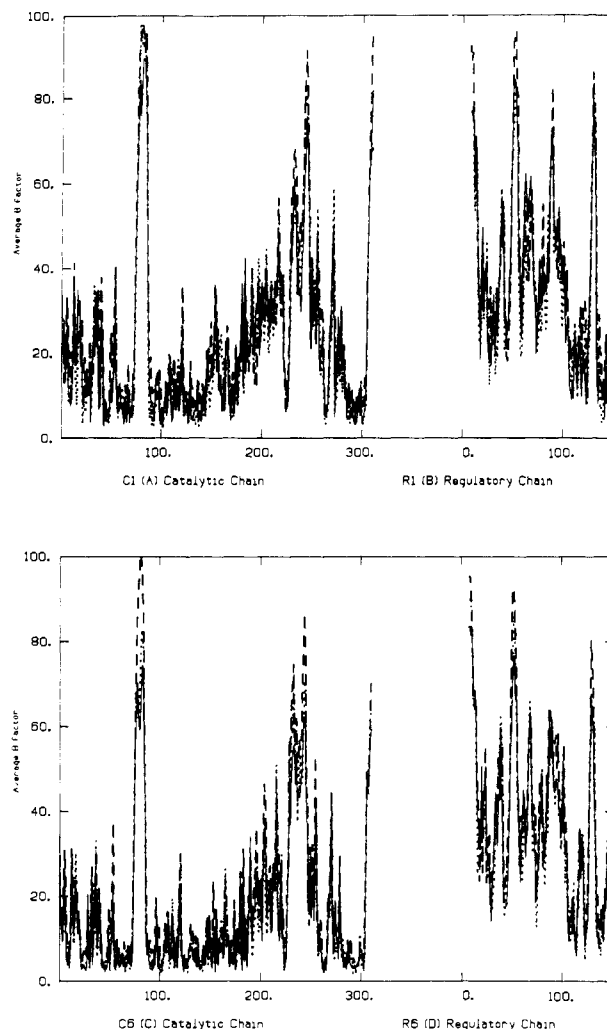 100.
80.
60.
40.
20.
0.
Average B Factor
100. 200. 300. 0. 100.
C1 (A) Catalytic Chain R1 (B) Regulatory Chain
100.
80.
60.
40.
20.
0.
Average B Factor
100. 200. 300. 0. 100.
C6 (C) Catalytic Chain R6 (D) Regulatory Chain